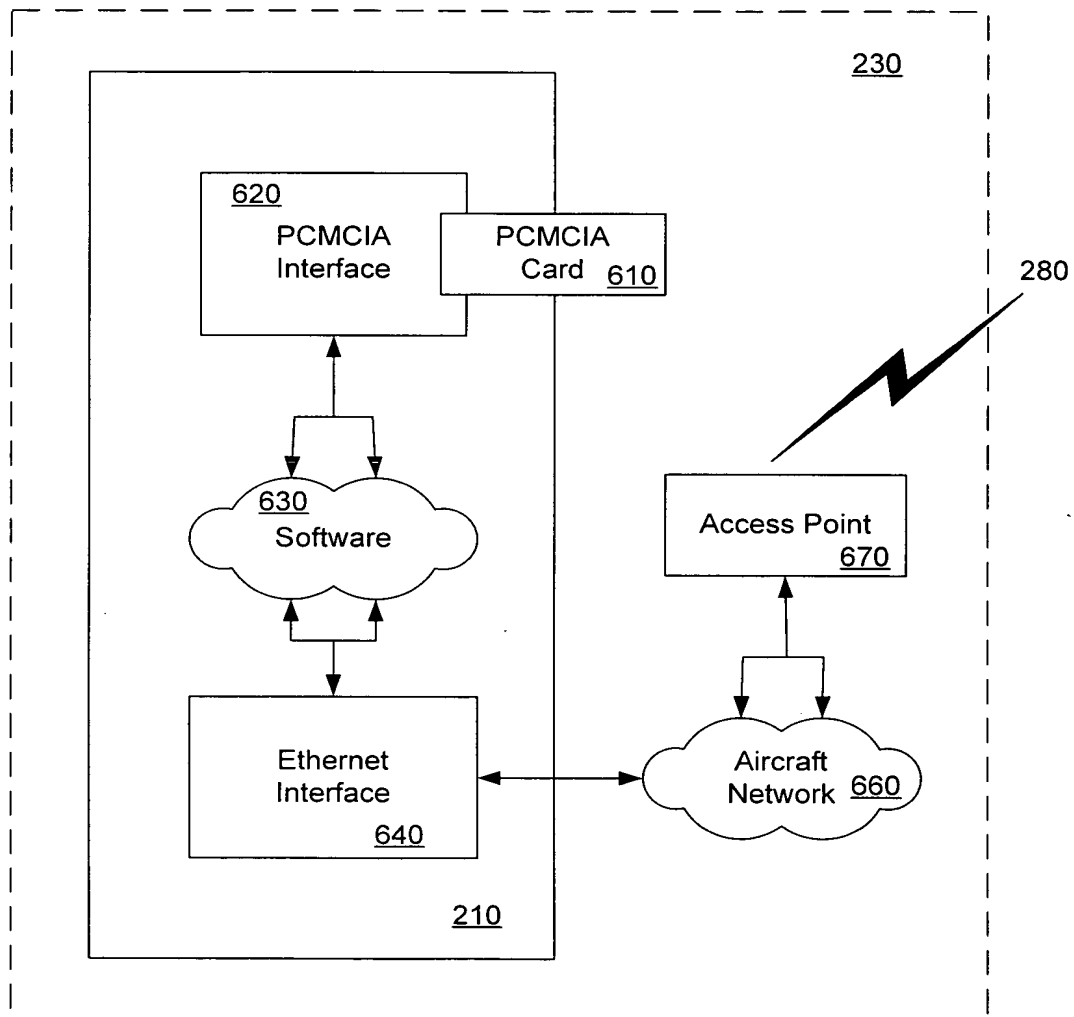 230
620
PCMCIA
Interface
PCMCIA
Card
610
280
630
Software
Access Point
670
Ethernet
Interface
640
Aircraft
Network
660
210